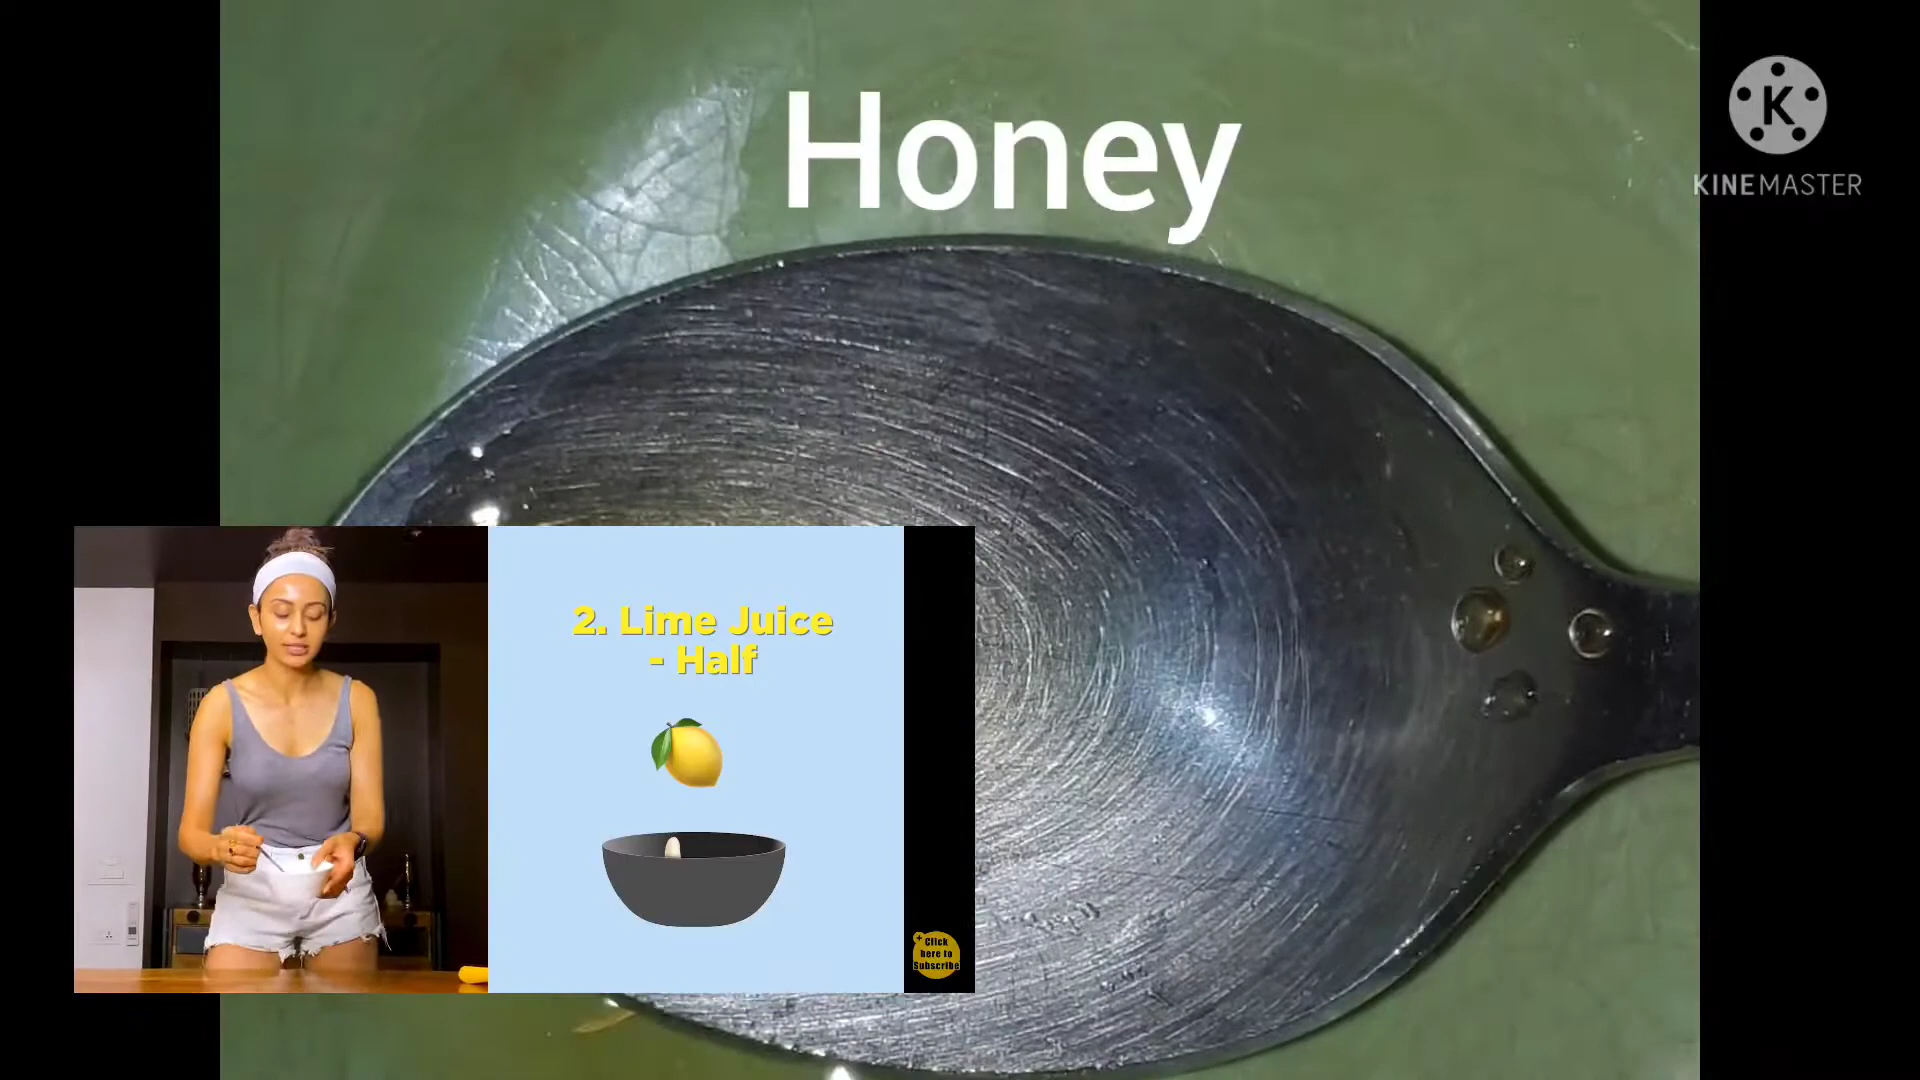 Honey
K
KINEMASTER
2. Lime Juice
- Half
Click
here to
Subscribe